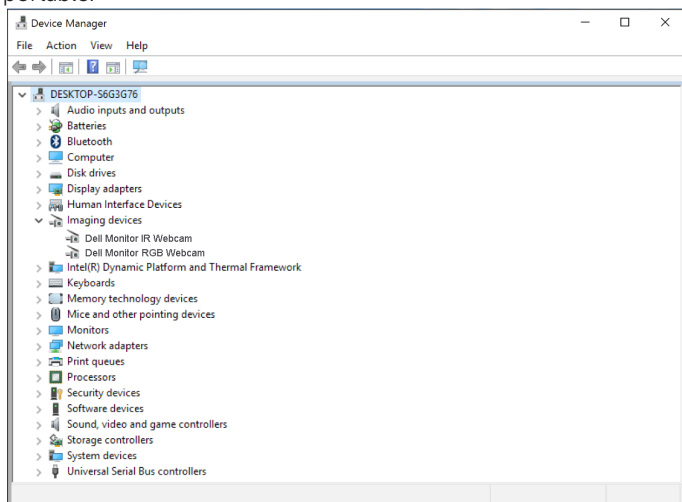 Device Manager
File Action View Help
DESKTOP-S6G3G76
Audio inputs and outputs
Batteries
Bluetooth
Computer
Disk drives
Display adapters
Human Interface Devices
Imaging devices
Dell Monitor IR Webcam
Dell Monitor RGB Webcam
Intel(R) Dynamic Platform and Thermal Framework
Keyboards
Memory technology devices
Mice and other pointing devices
Monitors
Network adapters
Print queues
Processors
Security devices
Software devices
Sound, video and game controllers
Storage controllers
System devices
Universal Serial Bus controllers